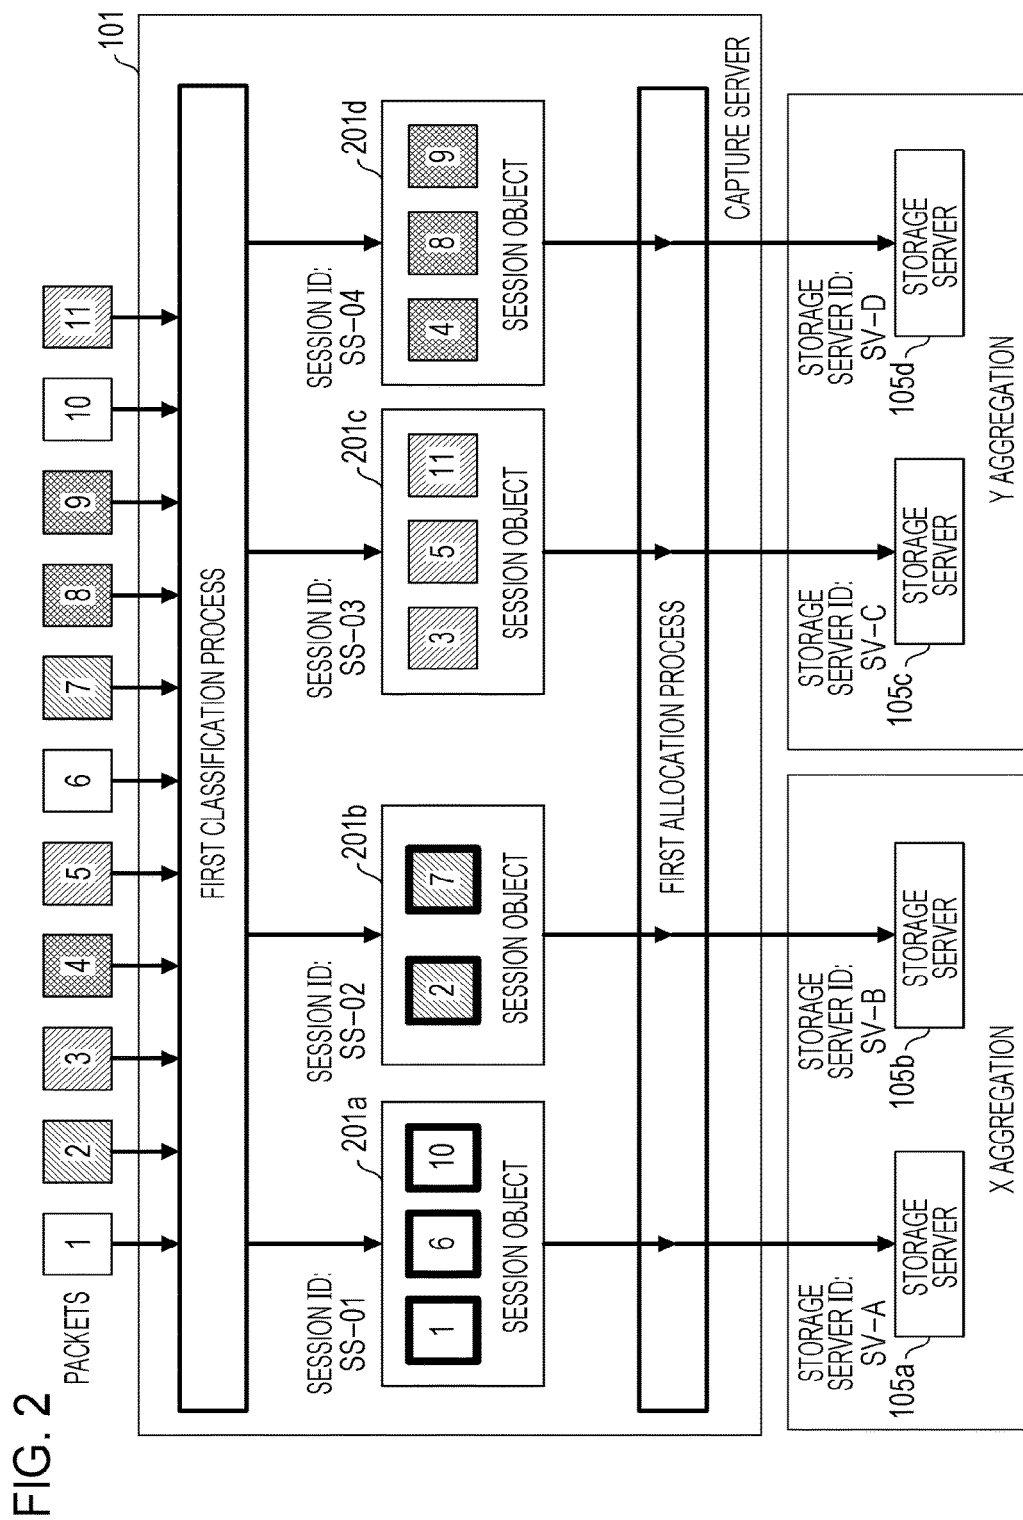 FIG. 2
PACKETS
1
2
3
4
5
6
7
8
9
10
11
101
FIRST CLASSIFICATION PROCESS
SESSION ID:
SS-01
201a
1
6
10
SESSION OBJECT
SESSION ID:
SS-02
201b
2
7
SESSION OBJECT
SESSION ID:
SS-03
201c
3
5
11
SESSION OBJECT
SESSION ID:
SS-04
201d
4
8
9
SESSION OBJECT
FIRST ALLOCATION PROCESS
CAPTURE SERVER
STORAGE
SERVER ID:
SV-A
105a
STORAGE
SERVER
STORAGE
SERVER ID:
SV-B
105b
STORAGE
SERVER
X AGGREGATION
STORAGE
SERVER ID:
SV-C
105c
STORAGE
SERVER
STORAGE
SERVER ID:
SV-D
105d
STORAGE
SERVER
Y AGGREGATION